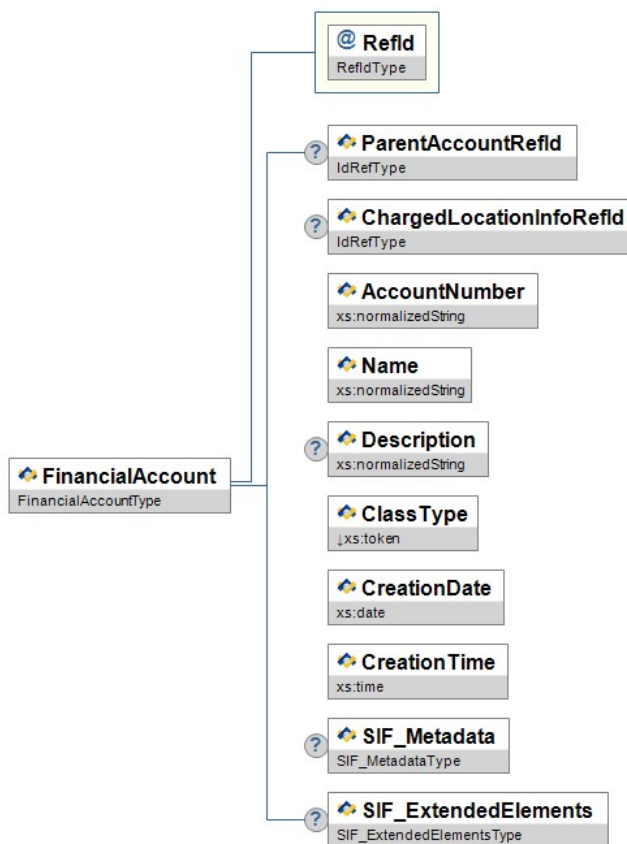 @ RefId
RefIdType
? ParentAccountRefId
IdRefType
? ChargedLocationInfoRefId
IdRefType
AccountNumber
xs:normalizedString
Name
xs:normalizedString
? Description
xs:normalizedString
FinancialAccount
FinancialAccountType
ClassType
↓xs:token
CreationDate
xs:date
CreationTime
xs:time
? SIF_Metadata
SIF_MetadataType
? SIF_ExtendedElements
SIF_ExtendedElementsType